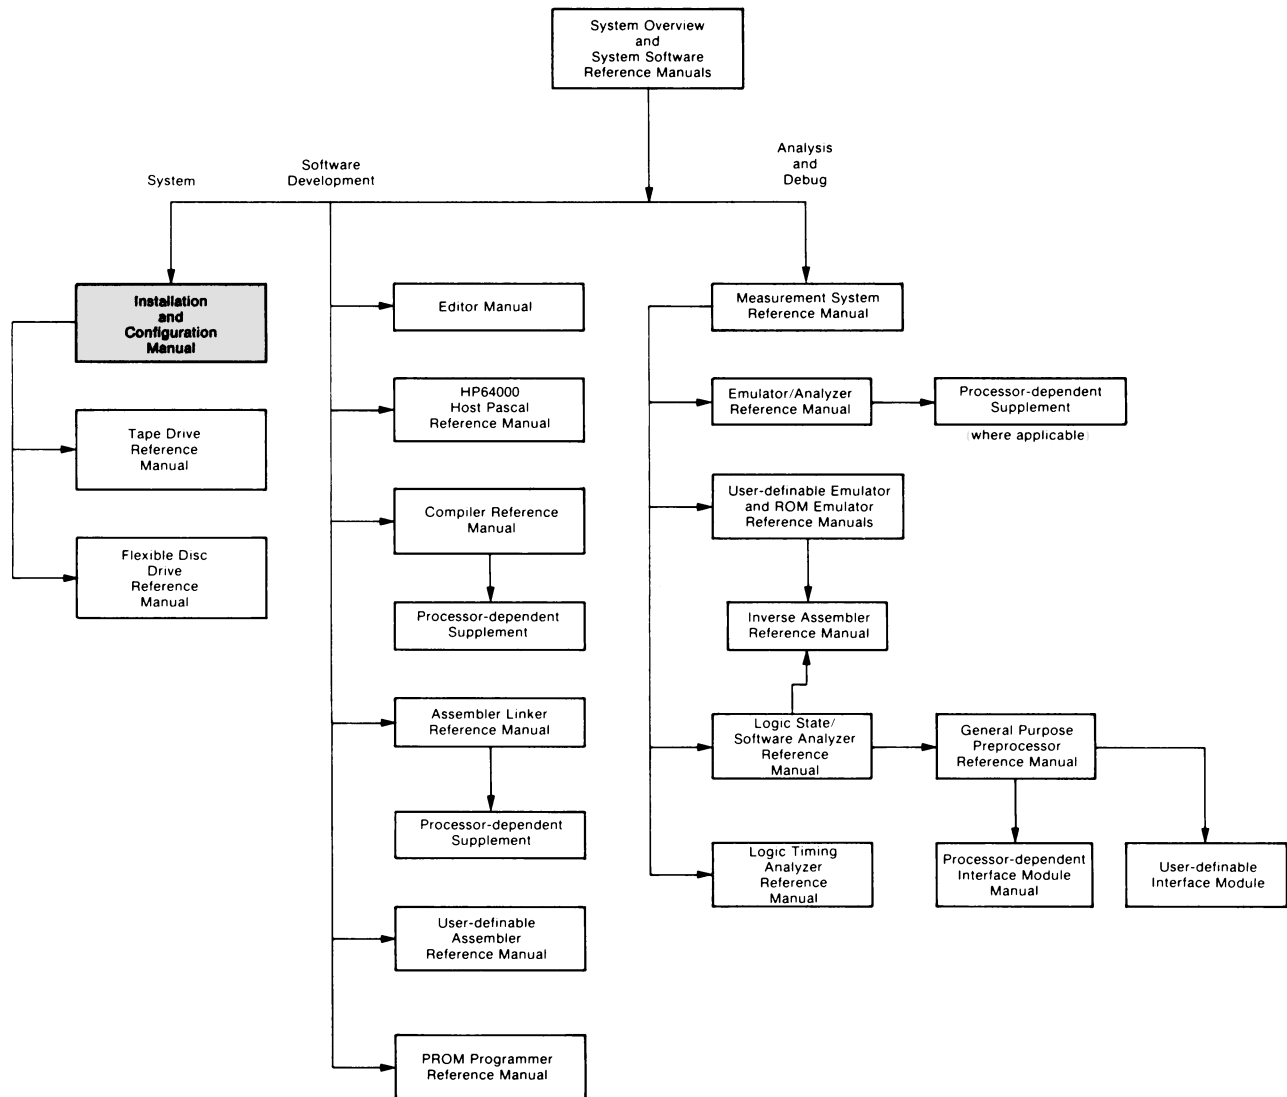 System Overview
and
System Software
Reference Manuals
System
Software
Development
Analysis
and
Debug
Installation
and
Configuration
Manual
Tape Drive
Reference
Manual
Flexible Disc
Drive
Reference
Manual
Editor Manual
HP64000
Host Pascal
Reference Manual
Compiler Reference
Manual
Processor-dependent
Supplement
Assembler Linker
Reference Manual
Processor-dependent
Supplement
User-definable
Assembler
Reference Manual
PROM Programmer
Reference Manual
Measurement System
Reference Manual
Emulator/Analyzer
Reference Manual
Processor-dependent
Supplement
(where applicable)
User-definable Emulator
and ROM Emulator
Reference Manuals
Inverse Assembler
Reference Manual
Logic State/
Software Analyzer
Reference
Manual
General Purpose
Preprocessor
Reference Manual
Logic Timing
Analyzer
Reference
Manual
Processor-dependent
Interface Module
Manual
User-definable
Interface Module